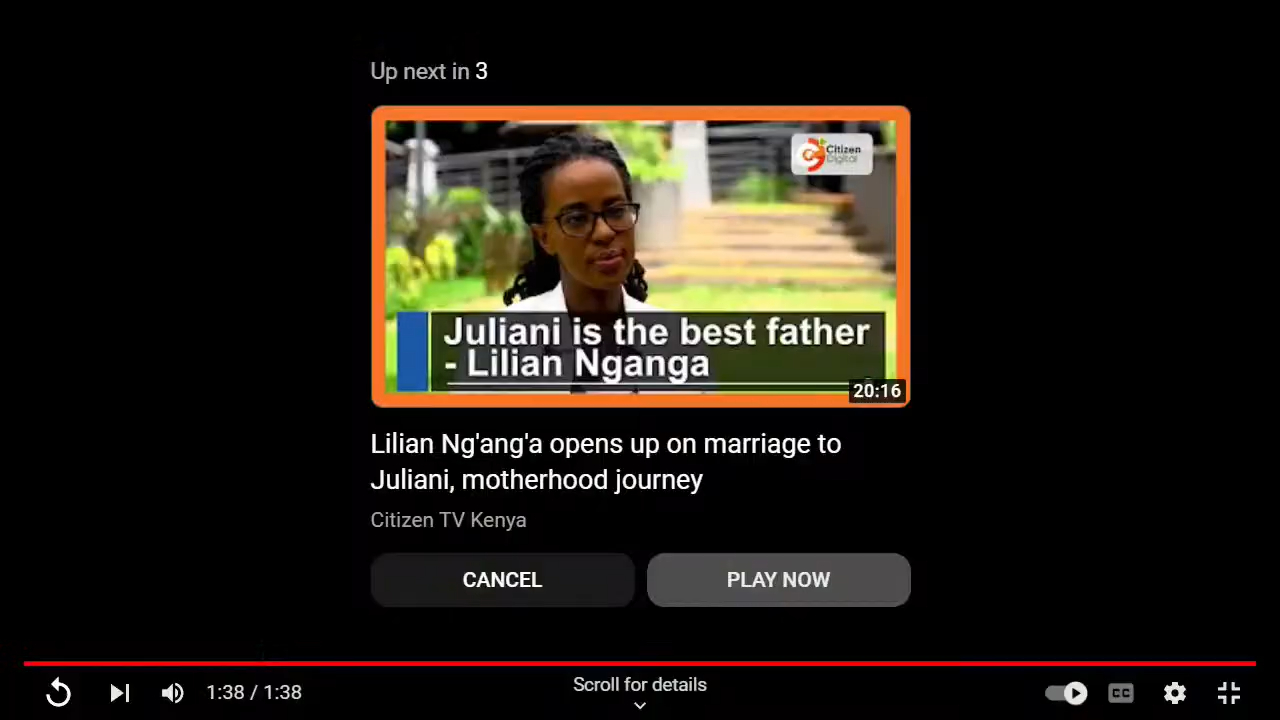 Up next in 3
Citizen
Digital
Juliani is the best father
- Lilian Nganga
20:16
Lilian Ng'ang'a opens up on marriage to
Juliani, motherhood journey
Citizen TV Kenya
CANCEL
PLAY NOW
1:38 / 1:38
Scroll for details
CC